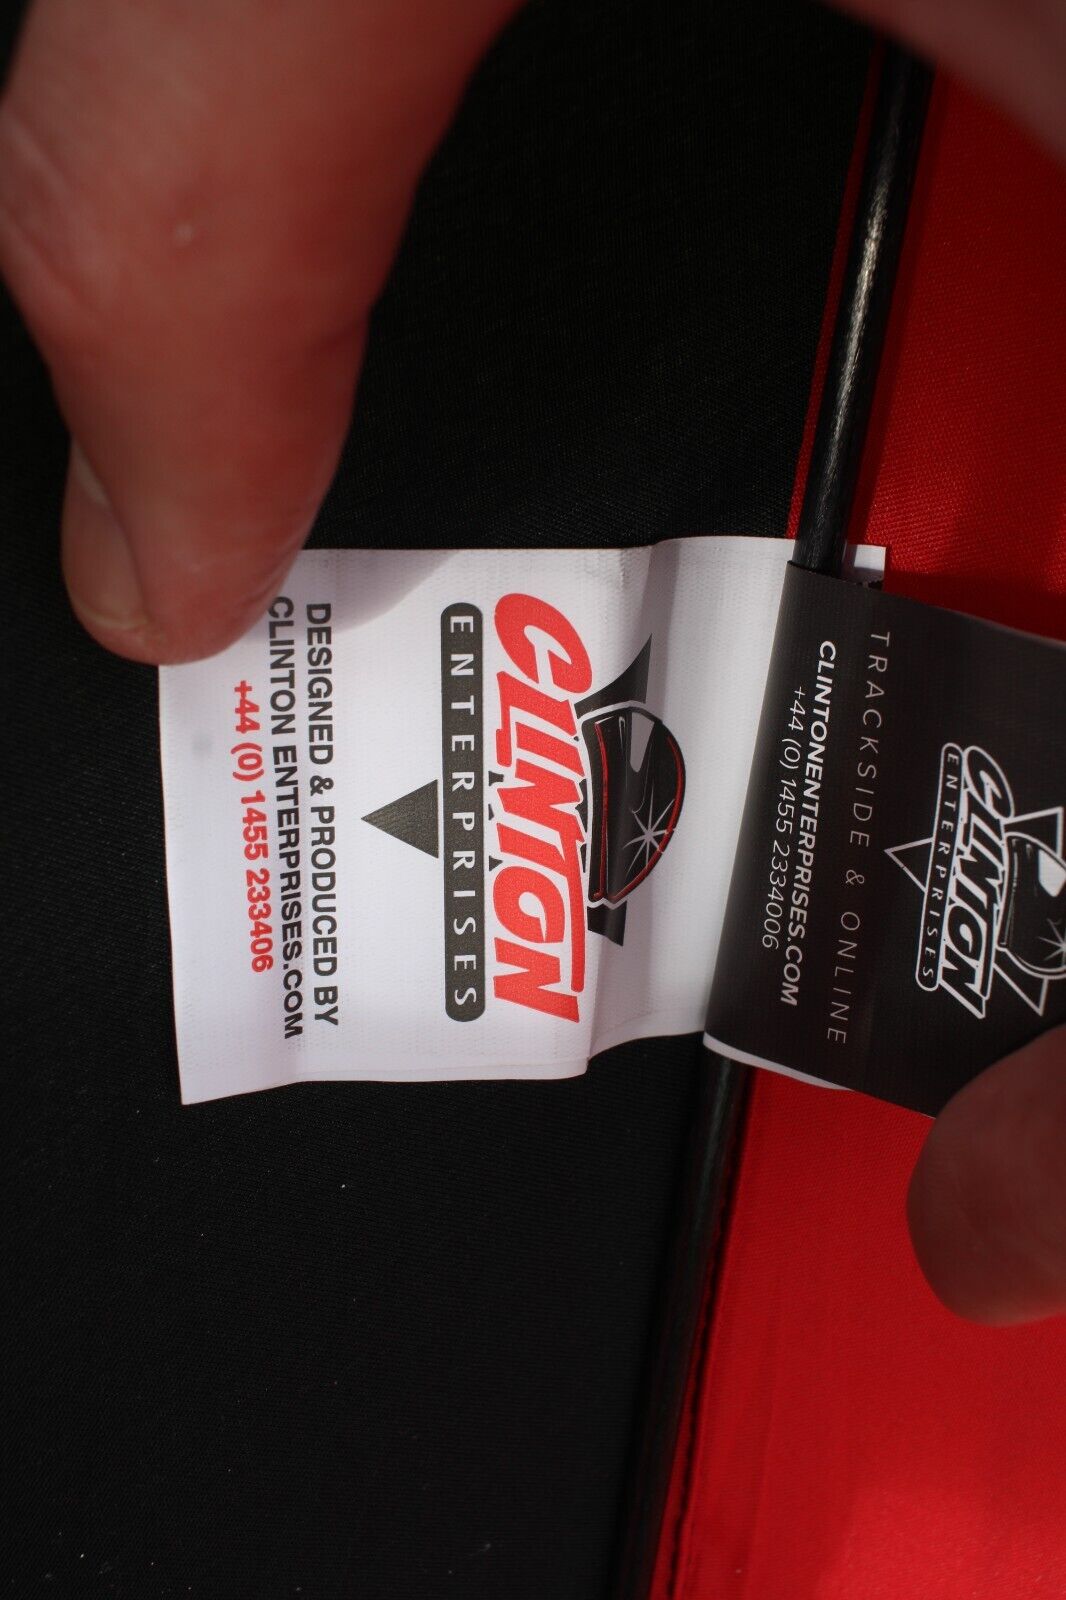 CLINTON
ENTERPRISES
DESIGNED & PRODUCED BY
CLINTON ENTERPRISES.COM
+44 (0) 1455 233406
CLINTON
ENTERPRISES
TRACKSIDE & ONLINE
CLINTONENTERPRISES.COM
+44 (0) 1455 2334006